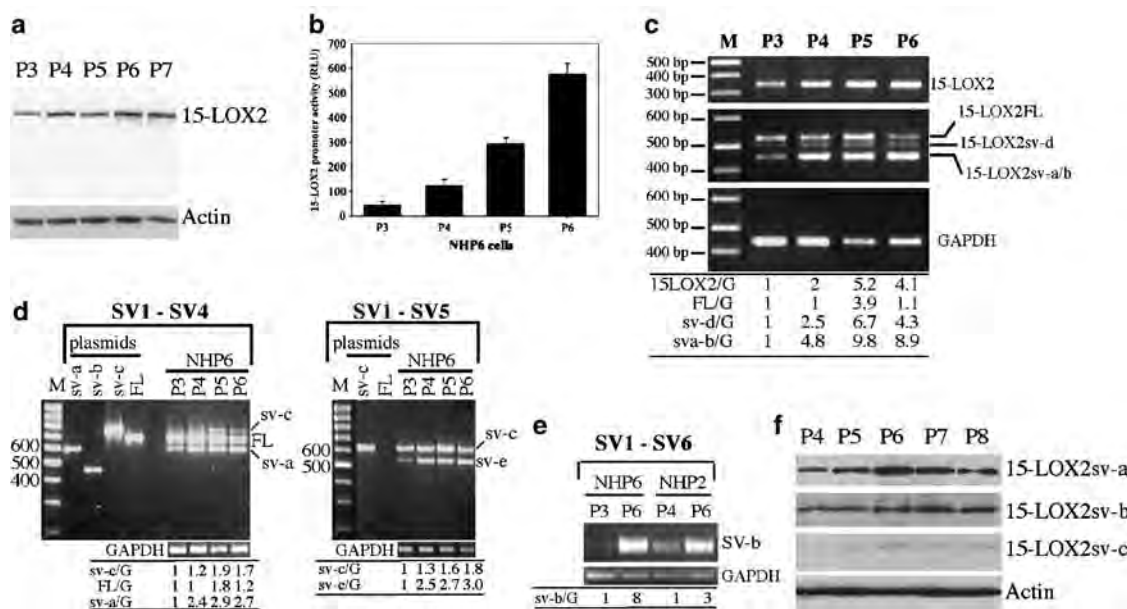 a
P3 P4 P5 P6 P7
15-LOX2
Actin
b
15-LOX2 promoter activity (RLU)
700
600
500
400
300
200
100
0
P3 P4 P5 P6
NHP6 cells
c
M P3 P4 P5 P6
500 bp
400 bp
300 bp
15-LOX2
600 bp
500 bp
400 bp
15-LOX2FL
15-LOX2sv-d
15-LOX2sv-a/b
600 bp
500 bp
400 bp
GAPDH
15LOX2/G 1 2 5.2 4.1
FL/G 1 1 3.9 1.1
sv-d/G 1 2.5 6.7 4.3
sva-b/G 1 4.8 9.8 8.9
d
SV1 - SV4
plasmids
NHP6
M sv-a sv-b sv-c FL P3 P4 P5 P6
600
500
400
sv-c
FL
sv-a
GAPDH
sv-c/G 1 1.2 1.9 1.7
FL/G 1 1 1.8 1.2
sv-a/G 1 2.4 2.9 2.7
SV1 - SV5
plasmids
NHP6
M sv-c FL P3 P4 P5 P6
600
500
sv-c
sv-e
GAPDH
sv-c/G 1 1.3 1.6 1.8
sv-c/G 1 2.5 2.7 3.0
e
SV1 - SV6
NHP6 NHP2
P3 P6 P4 P6
SV-b
GAPDH
sv-b/G 1 8 1 3
f
P4 P5 P6 P7 P8
15-LOX2sv-a
15-LOX2sv-b
15-LOX2sv-c
Actin